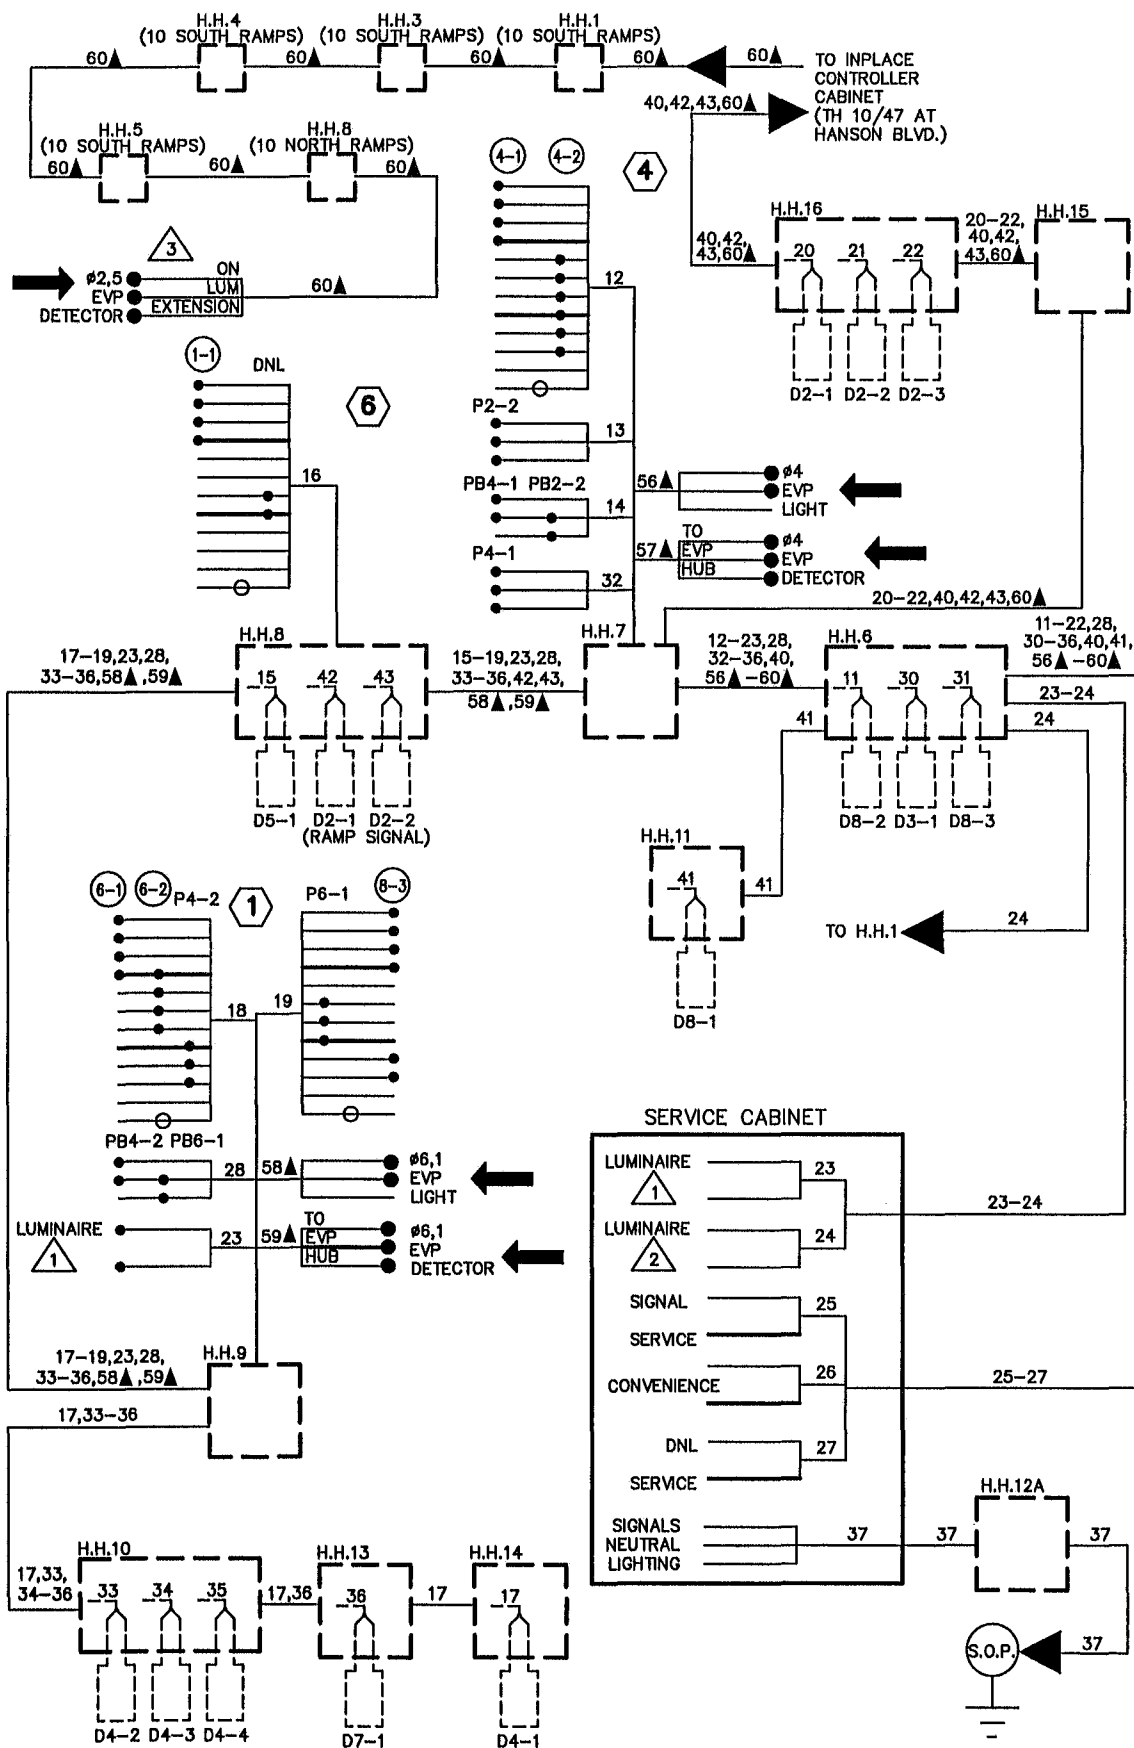 H.H.4
(10 SOUTH RAMPS)
H.H.3
(10 SOUTH RAMPS)
H.H.1
(10 SOUTH RAMPS)
60▲
60▲
60▲
60▲
60▲
TO INPLACE
CONTROLLER
CABINET
(TH 10/47 AT
HANSON BLVD.)
40,42,43,60▲
H.H.5
(10 SOUTH RAMPS)
H.H.8
(10 NORTH RAMPS)
60▲
60▲
60▲
4-1
4-2
4
H.H.16
20
21
22
40,42,
43,60▲
20-22,
40,42,
43,60▲
H.H.15
D2-1
D2-2
D2-3
3
ø2,5
EVP
DETECTOR
ON
LUM
EXTENSION
60▲
12
1-1
DNL
6
16
P2-2
13
PB4-1
PB2-2
14
P4-1
32
56▲
ø4
EVP
LIGHT
57▲
TO
EVP
HUB
ø4
EVP
DETECTOR
20-22,40,42,43,60▲
17-19,23,28,
33-36,58▲,59▲
H.H.8
15
42
43
D5-1
D2-1
D2-2
(RAMP SIGNAL)
15-19,23,28,
33-36,42,43,
58▲,59▲
H.H.7
12-23,28,
32-36,40,
56▲-60▲
H.H.6
11
30
31
D8-2
D3-1
D8-3
11-22,28,
30-36,40,41,
56▲-60▲
23-24
24
41
H.H.11
41
41
D8-1
TO H.H.1
24
6-1
6-2
P4-2
1
P6-1
8-3
18
19
PB4-2
PB6-1
28
58▲
ø6,1
EVP
LIGHT
LUMINAIRE
1
23
59▲
TO
EVP
HUB
ø6,1
EVP
DETECTOR
SERVICE CABINET
LUMINAIRE
1
23
LUMINAIRE
2
24
23-24
SIGNAL
SERVICE
25
CONVENIENCE
26
25-27
DNL
SERVICE
27
SIGNALS
NEUTRAL
LIGHTING
37
37
H.H.12A
37
S.O.P.
37
17-19,23,28,
33-36,58▲,59▲
H.H.9
17,33-36
17,33,
34-36
H.H.10
33
34
35
D4-2
D4-3
D4-4
17,36
H.H.13
36
D7-1
17
H.H.14
17
D4-1